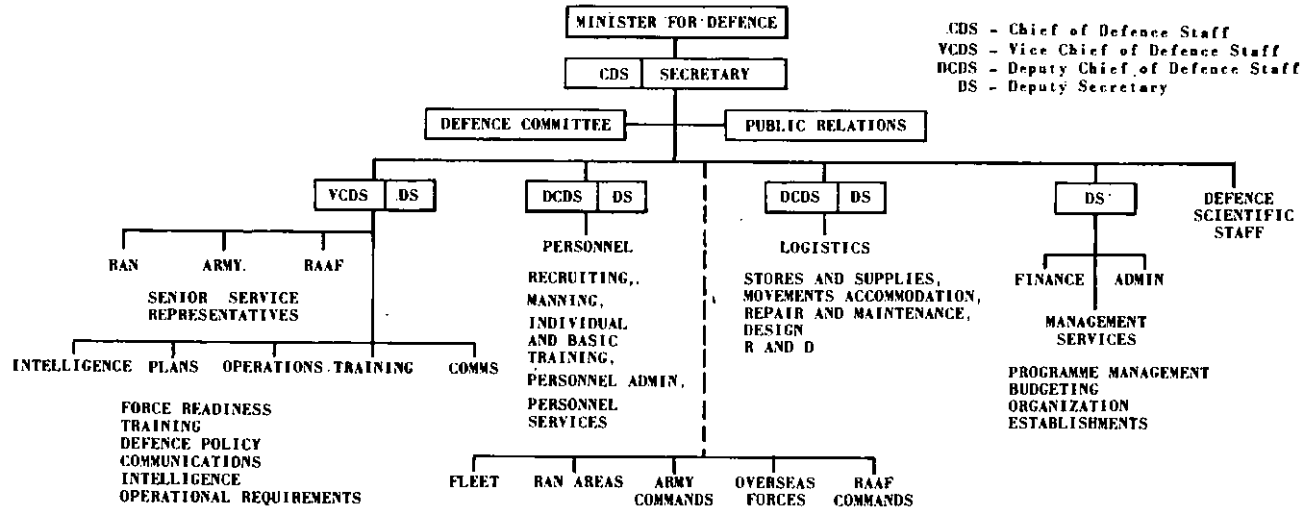 MINISTER FOR DEFENCE
CDS SECRETARY
CDS - Chief of Defence Staff
VCDS - Vice Chief of Defence Staff
DCDS - Deputy Chief of Defence Staff
DS - Deputy Secretary
DEFENCE COMMITTEE
PUBLIC RELATIONS
VCDS DS
DCDS DS
DCDS DS
DS
DEFENCE
SCIENTIFIC
STAFF
RAN ARMY. RAAF
SENIOR SERVICE
REPRESENTATIVES
INTELLIGENCE PLANS OPERATIONS TRAINING COMMS
FORCE READINESS
TRAINING
DEFENCE POLICY
COMMUNICATIONS
INTELLIGENCE
OPERATIONAL REQUIREMENTS
PERSONNEL
RECRUITING,
MANNING,
INDIVIDUAL
AND BASIC
TRAINING,
PERSONNEL ADMIN,
PERSONNEL
SERVICES
LOGISTICS
STORES AND SUPPLIES,
MOVEMENTS ACCOMMODATION,
REPAIR AND MAINTENANCE,
DESIGN
R AND D
FINANCE ADMIN
MANAGEMENT
SERVICES
PROGRAMME MANAGEMENT
BUDGETING
ORGANIZATION
ESTABLISHMENTS
FLEET
RAN AREAS
ARMY
COMMANDS
OVERSEAS
FORCES
RAAF
COMMANDS